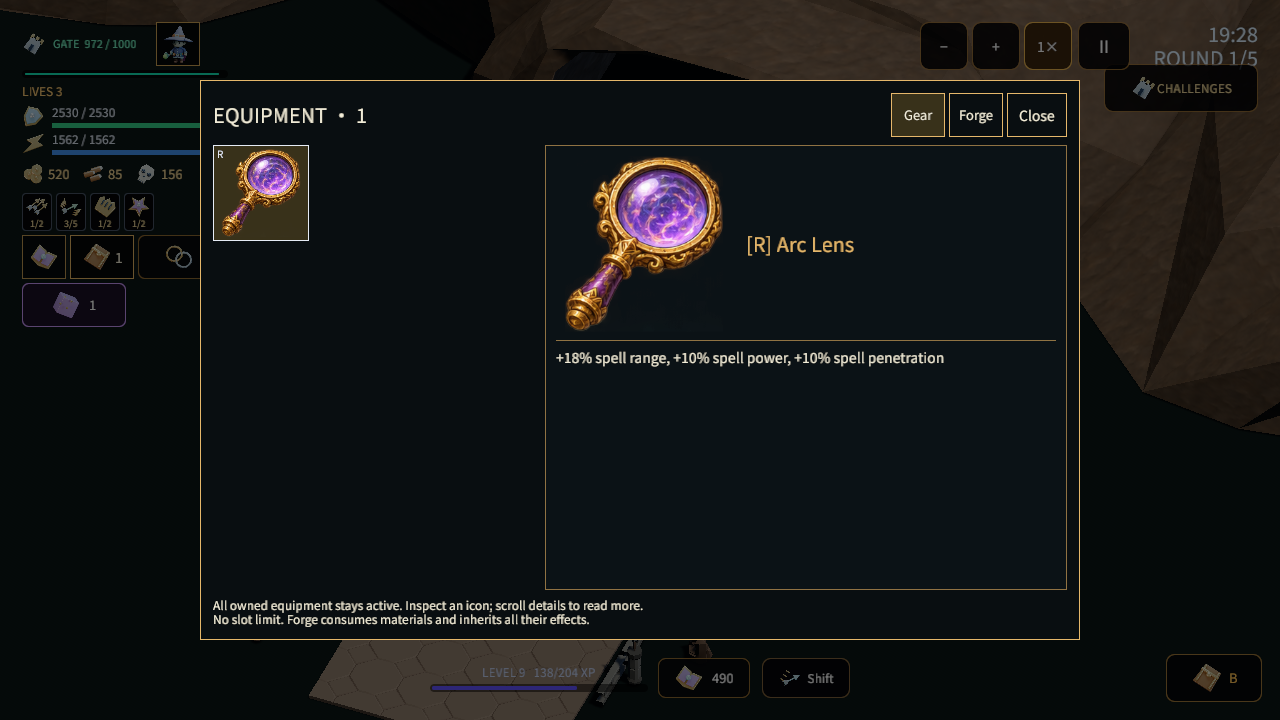 GATE 972 / 1000
19:28
ROUND 1/5
− + 1×
CHALLENGES
LIVES 3
2530 / 2530
1562 / 1562
520 85 156
1/2 3/5 1/2 1/2
1
1
EQUIPMENT • 1
Gear Forge Close
R
[R] Arc Lens
+18% spell range, +10% spell power, +10% spell penetration
All owned equipment stays active. Inspect an icon; scroll details to read more.
No slot limit. Forge consumes materials and inherits all their effects.
LEVEL 9 138/204 XP
490
Shift
B